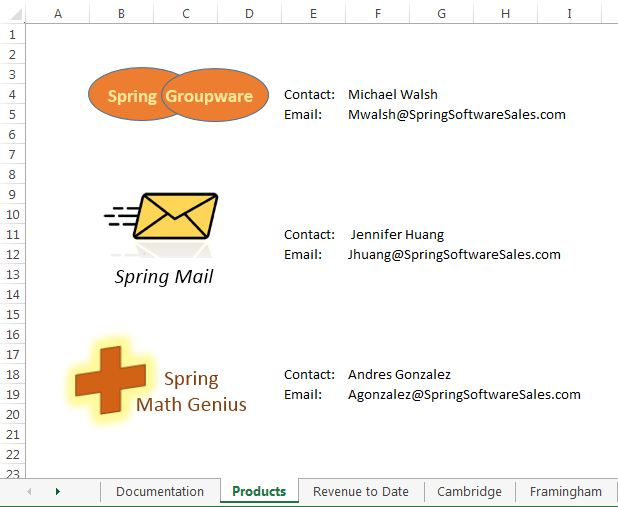 A B C D E F G H I
1
2
3
4 Spring Groupware Contact: Michael Walsh
5 Email: Mwalsh@SpringSoftwareSales.com
6
7
8
9
10
11 Contact: Jennifer Huang
12 Email: Jhuang@SpringSoftwareSales.com
13 Spring Mail
14
15
16
17
18 Spring Contact: Andres Gonzalez
19 Email: Agonzalez@SpringSoftwareSales.com
20 Math Genius
21
22
23
Documentation Products Revenue to Date Cambridge Framingham